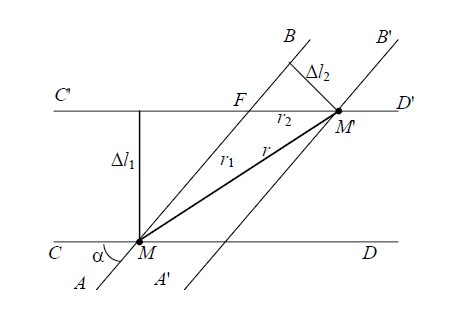 B B'
Δl₂
C' F D'
r₂ M'
Δl₁ r₁ r
C α M D
A A'